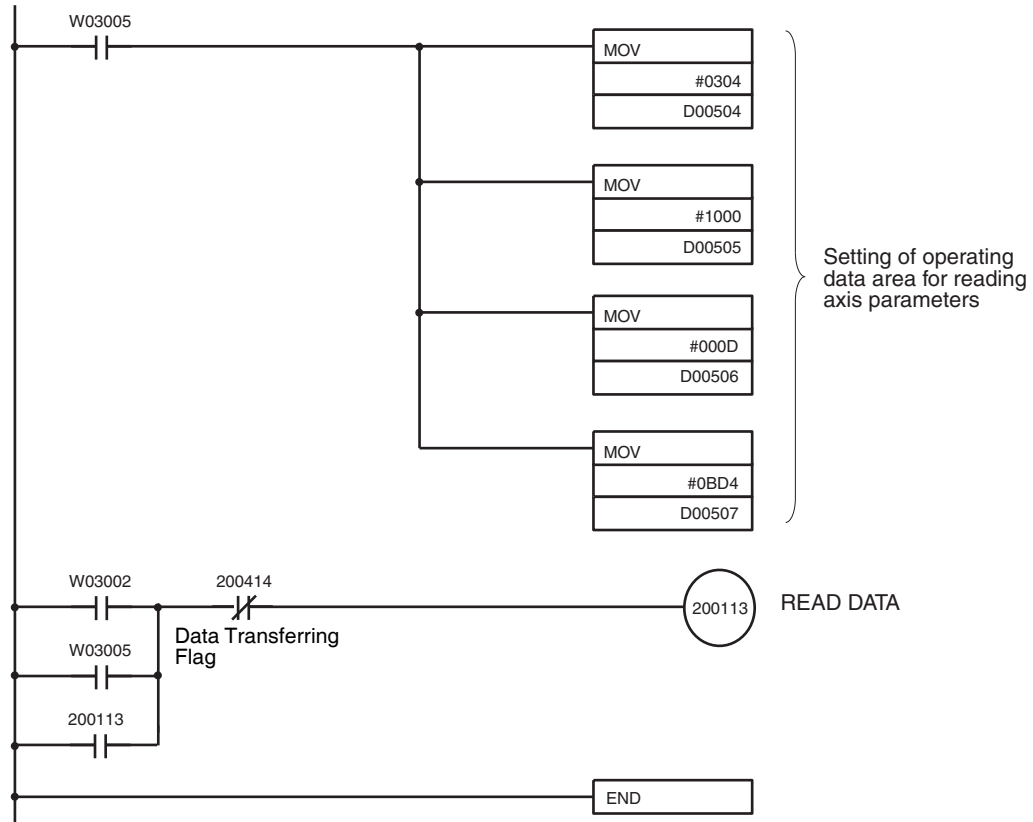 W03005
MOV
#0304
D00504
MOV
#1000
D00505
Setting of operating
data area for reading
axis parameters
MOV
#000D
D00506
MOV
#0BD4
D00507
W03002
200414
200113
READ DATA
Data Transferring
Flag
W03005
200113
END